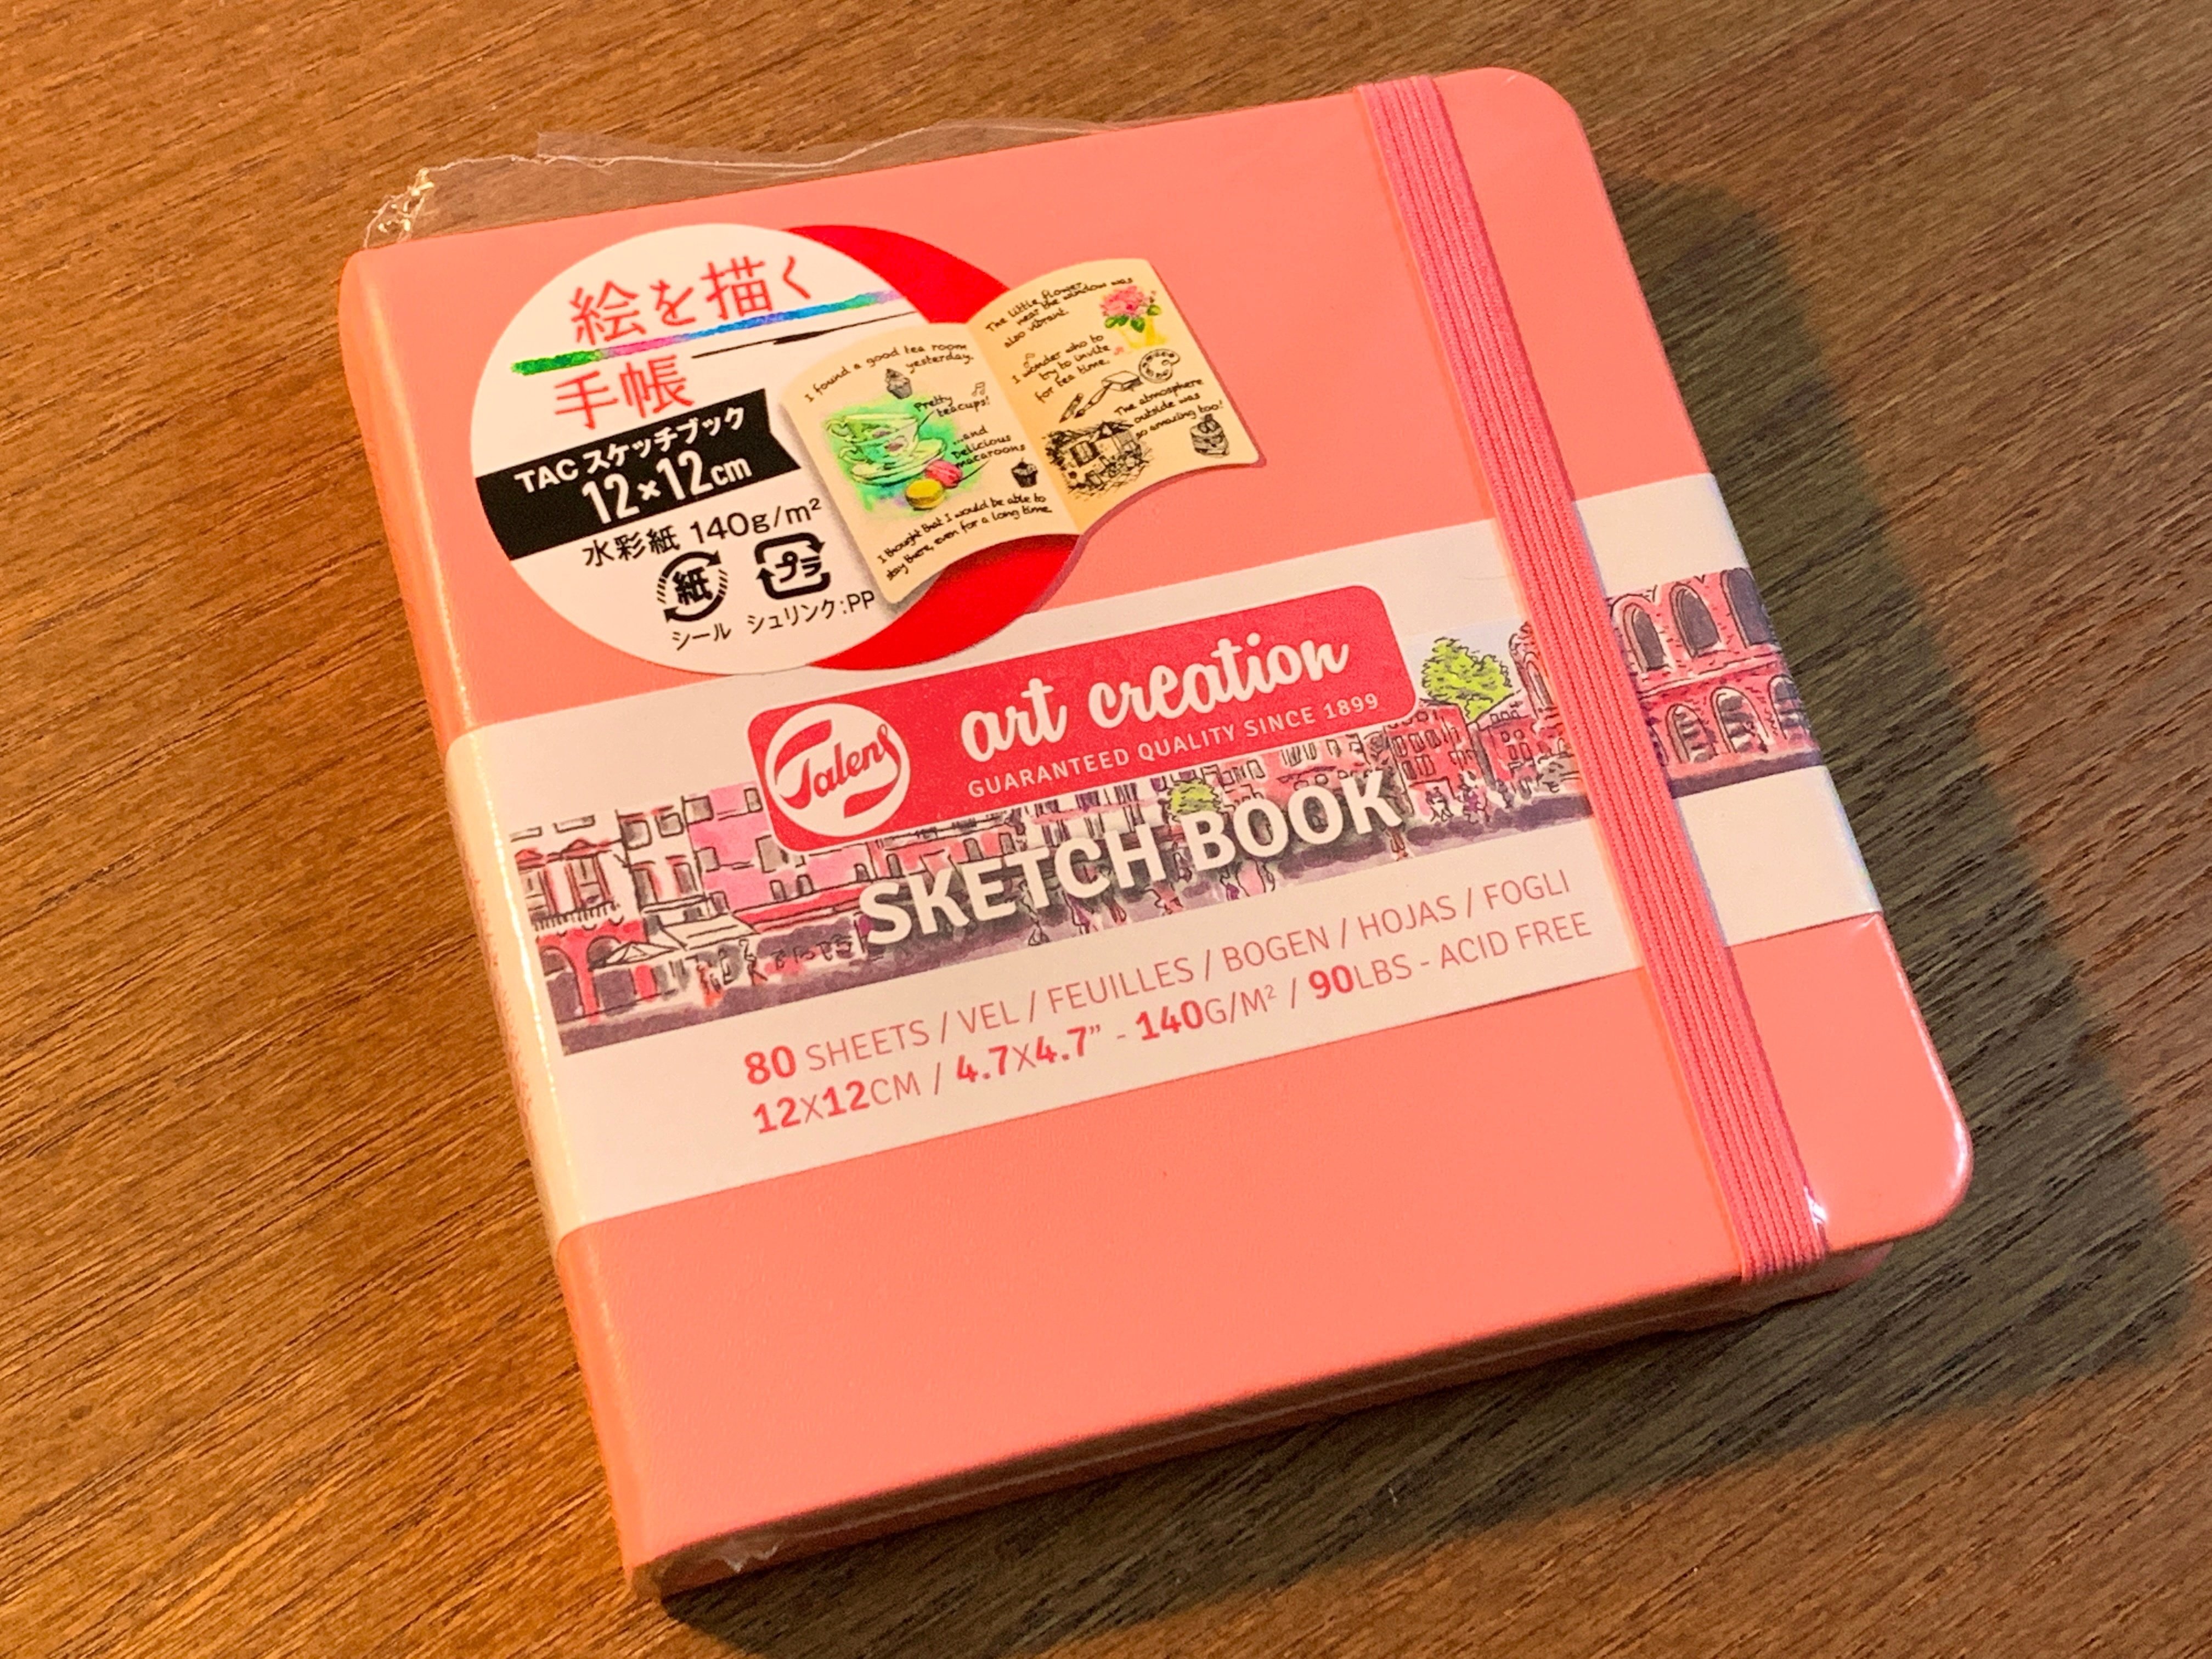 絵を描く
手帳
TAC スケッチブック
12×12cm
水彩紙 140g/m²
紙 プラ
シール シュリンク:PP
I found a good tea room
yesterday.
Pretty
teacups!
...and
Delicious
macaroons
I thought that I would be able to
stay there, even for a long time.
The little flower
near the window was
also vibrant.
I wonder who to
try to invite
for tea time.
The atmosphere
outside was
so amazing too!
Talens
art creation
GUARANTEED QUALITY SINCE 1899
SKETCH BOOK
80 SHEETS / VEL / FEUILLES / BOGEN / HOJAS / FOGLI
12X12CM / 4.7X4.7” - 140G/M² / 90LBS - ACID FREE